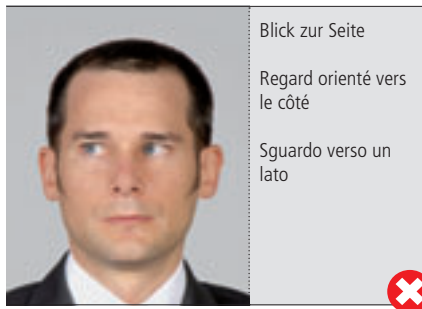 Blick zur Seite
Regard orienté vers
le côté
Sguardo verso un
lato